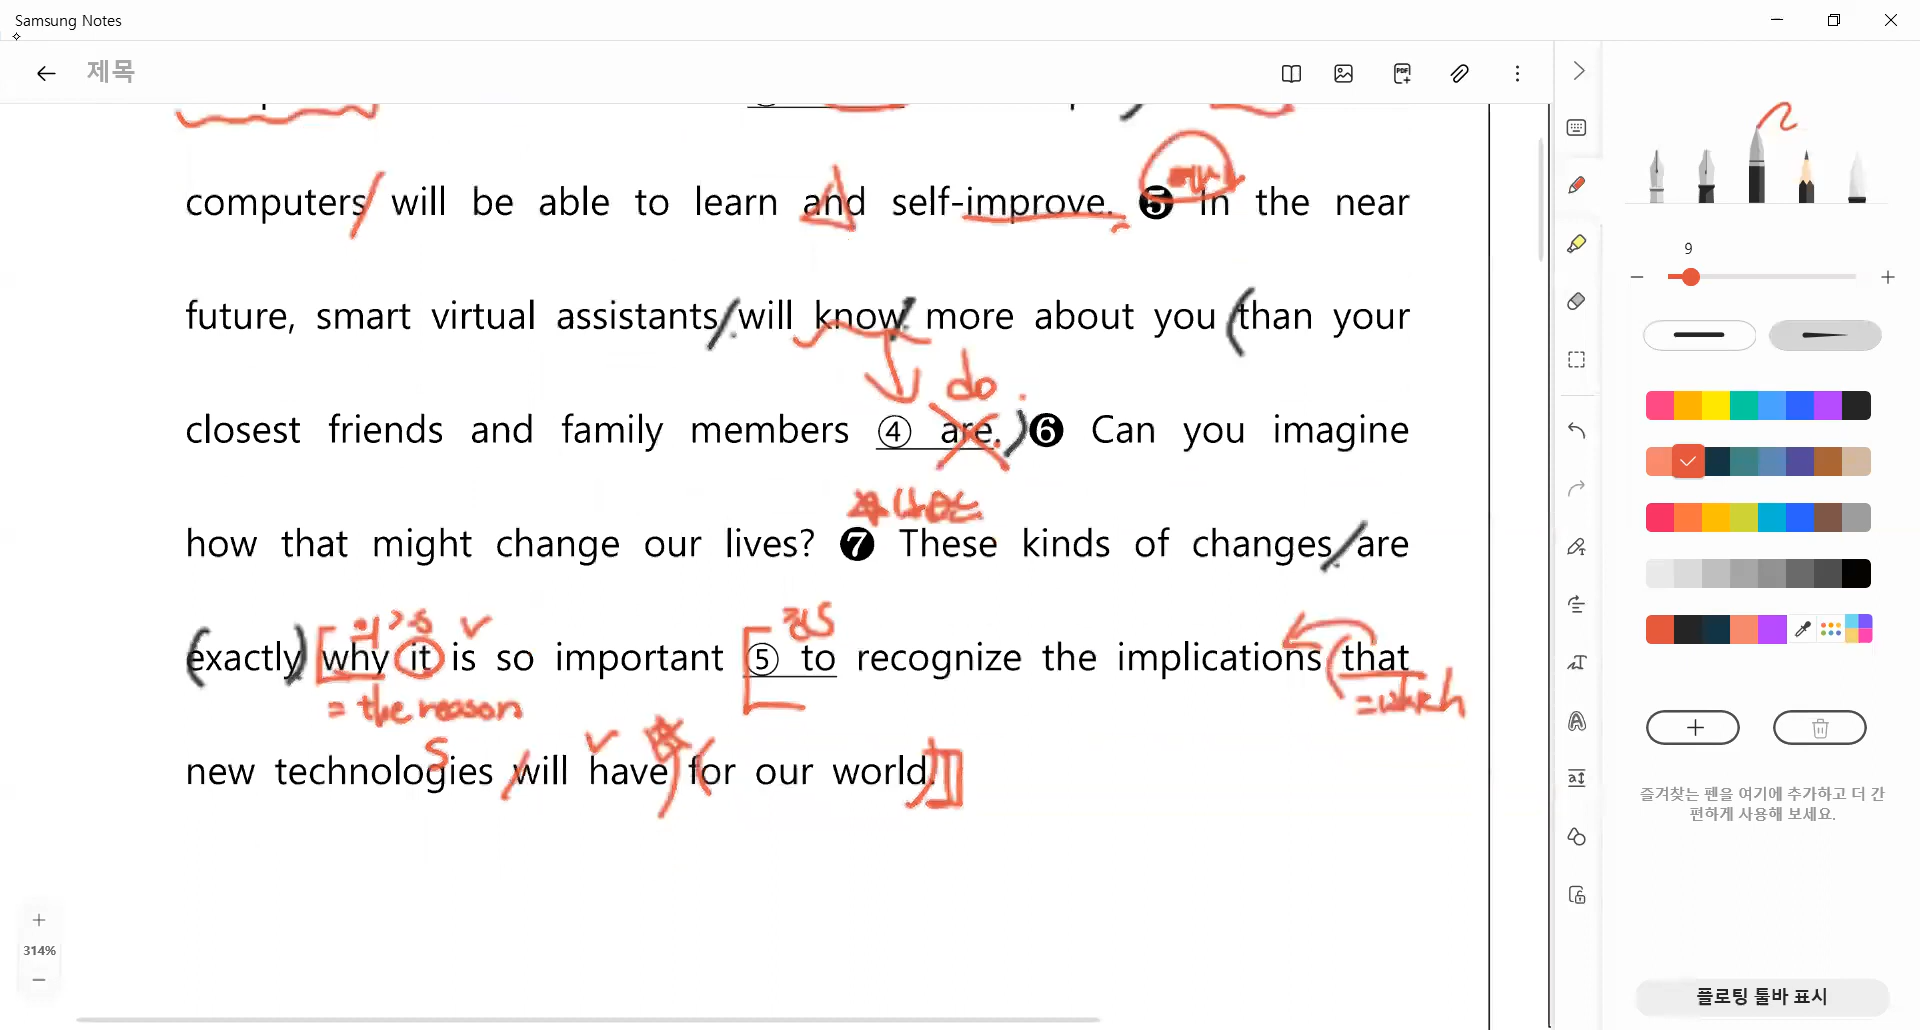 Samsung Notes
제목
computers will be able to learn and self-improve. ❺ In the near
future, smart virtual assistants will know more about you than your
do
closest friends and family members ④ are. ❻ Can you imagine
how that might change our lives? ❼ These kinds of changes are
S V
exactly why it is so important ⑤ to recognize the implications that
= the reason
= which
S V
new technologies will have for our world.
9
즐겨찾는 펜을 여기에 추가하고 더 간
편하게 사용해 보세요.
314%
플로팅 툴바 표시